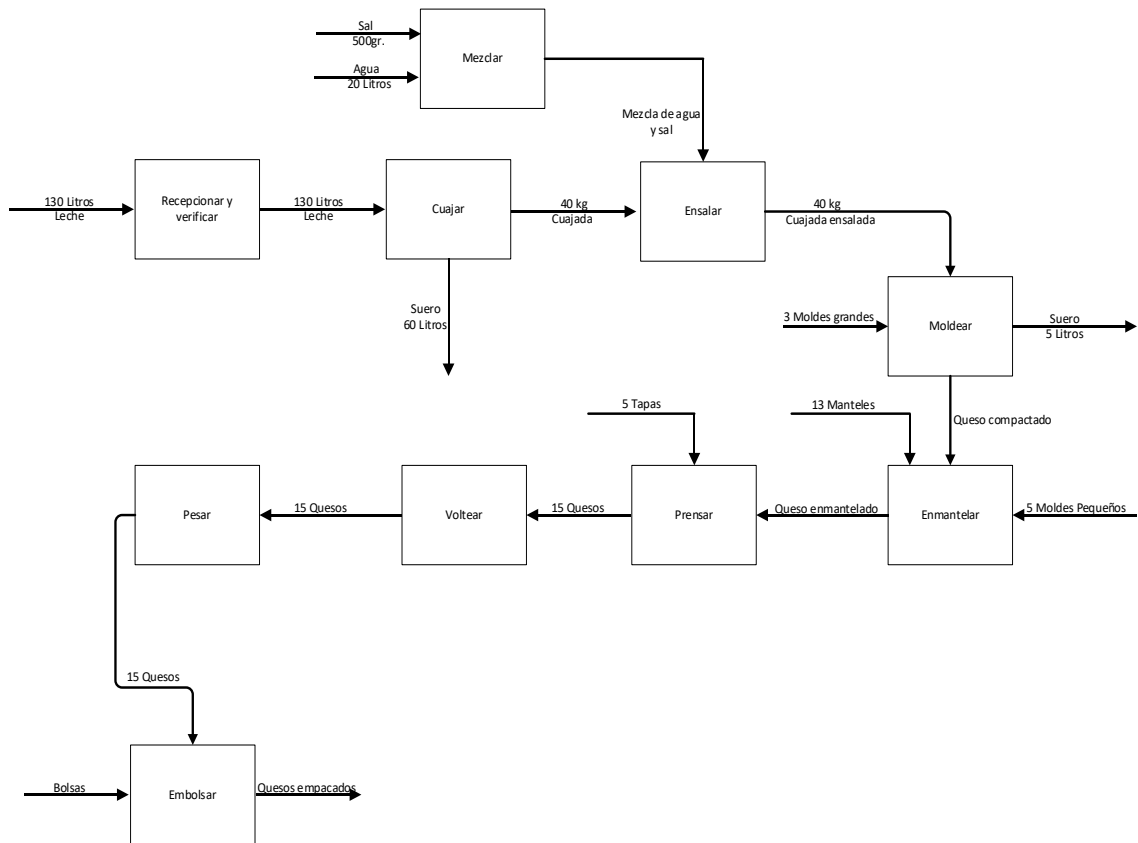 Sal
500gr.
Mezclar
Agua
20 Litros
Mezcla de agua
y sal
130 Litros
Leche
Recepcionar y
verificar
130 Litros
Leche
Cuajar
40 kg
Cuajada
Ensalar
40 kg
Cuajada ensalada
Suero
60 Litros
3 Moldes grandes
Moldear
Suero
5 Litros
5 Tapas
13 Manteles
Queso compactado
Pesar
15 Quesos
Voltear
15 Quesos
Prensar
Queso enmantelado
Enmantelar
5 Moldes Pequeños
15 Quesos
Bolsas
Embolsar
Quesos empacados